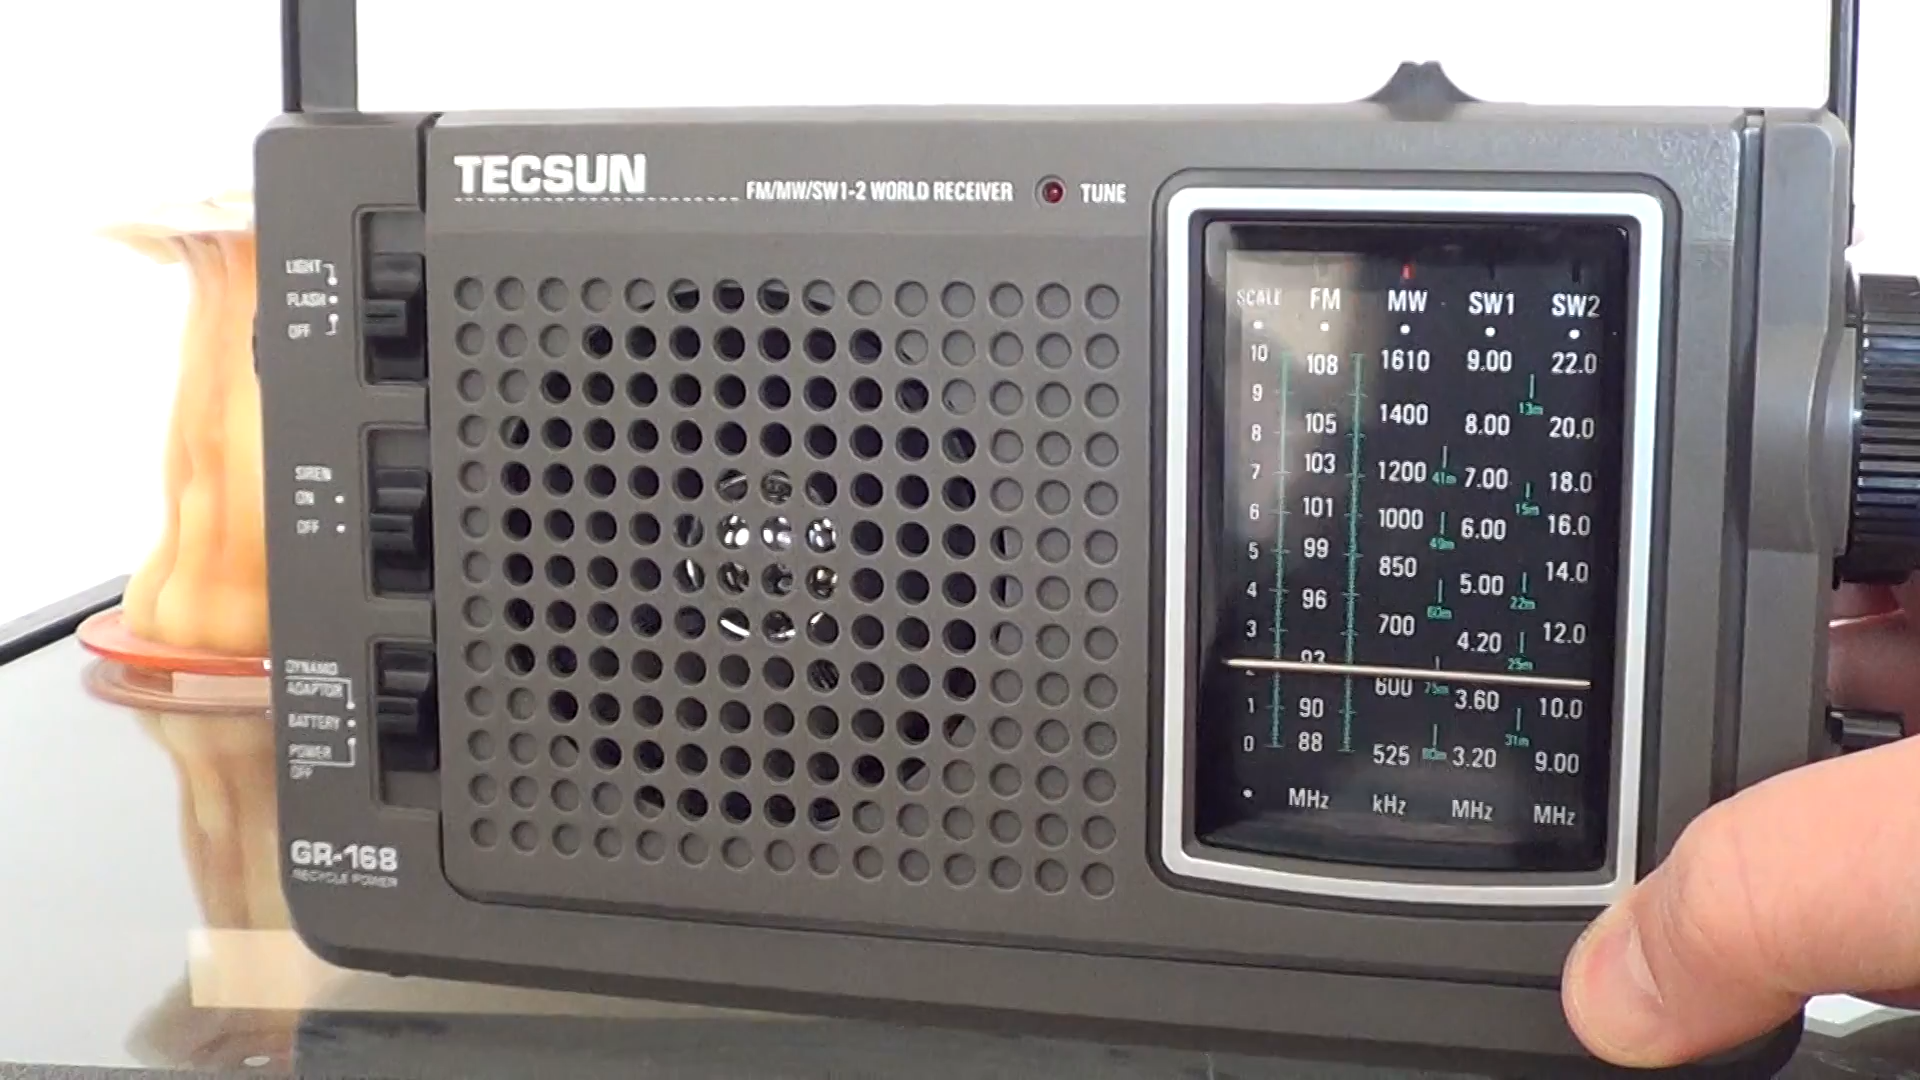 TECSUN
FM/MW/SW1-2 WORLD RECEIVER TUNE
LIGHT
FLASH
OFF
SIREN
ON
OFF
DYNAMO
ADAPTOR
BATTERY
POWER
OFF
GR-168
RECYCLE POWER
SCALE FM MW SW1 SW2
10 108 1610 9.00 22.0
9 13m
8 105 1400 8.00 20.0
7 103 1200 41m 7.00 18.0
15m
6 101 1000 6.00 16.0
49m
5 99 850 5.00 14.0
4 96 60m 22m
3 700 4.20 12.0
93 25m
600 75m 3.60 10.0
1 90 31m
0 88 525 80m 3.20 9.00
MHz kHz MHz MHz